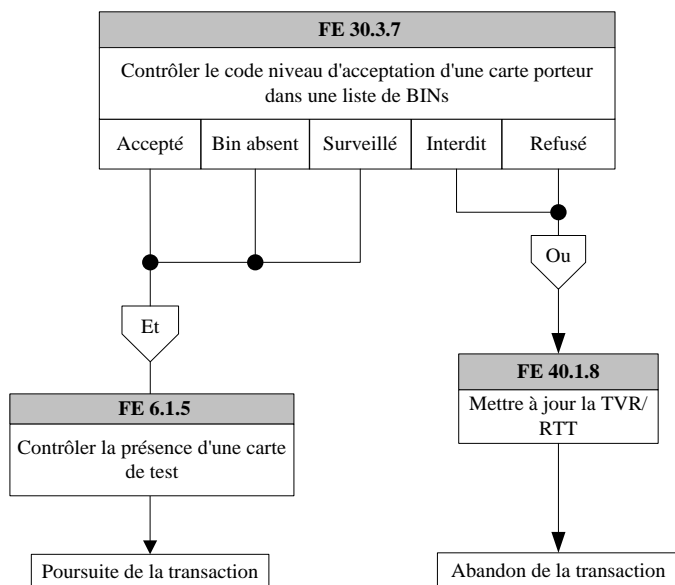 FE 30.3.7
Contrôler le code niveau d'acceptation d'une carte porteur
dans une liste de BINs
Accepté
Bin absent
Surveillé
Interdit
Refusé
Ou
Et
FE 40.1.8
Mettre à jour la TVR/
RTT
FE 6.1.5
Contrôler la présence d'une carte
de test
Poursuite de la transaction
Abandon de la transaction